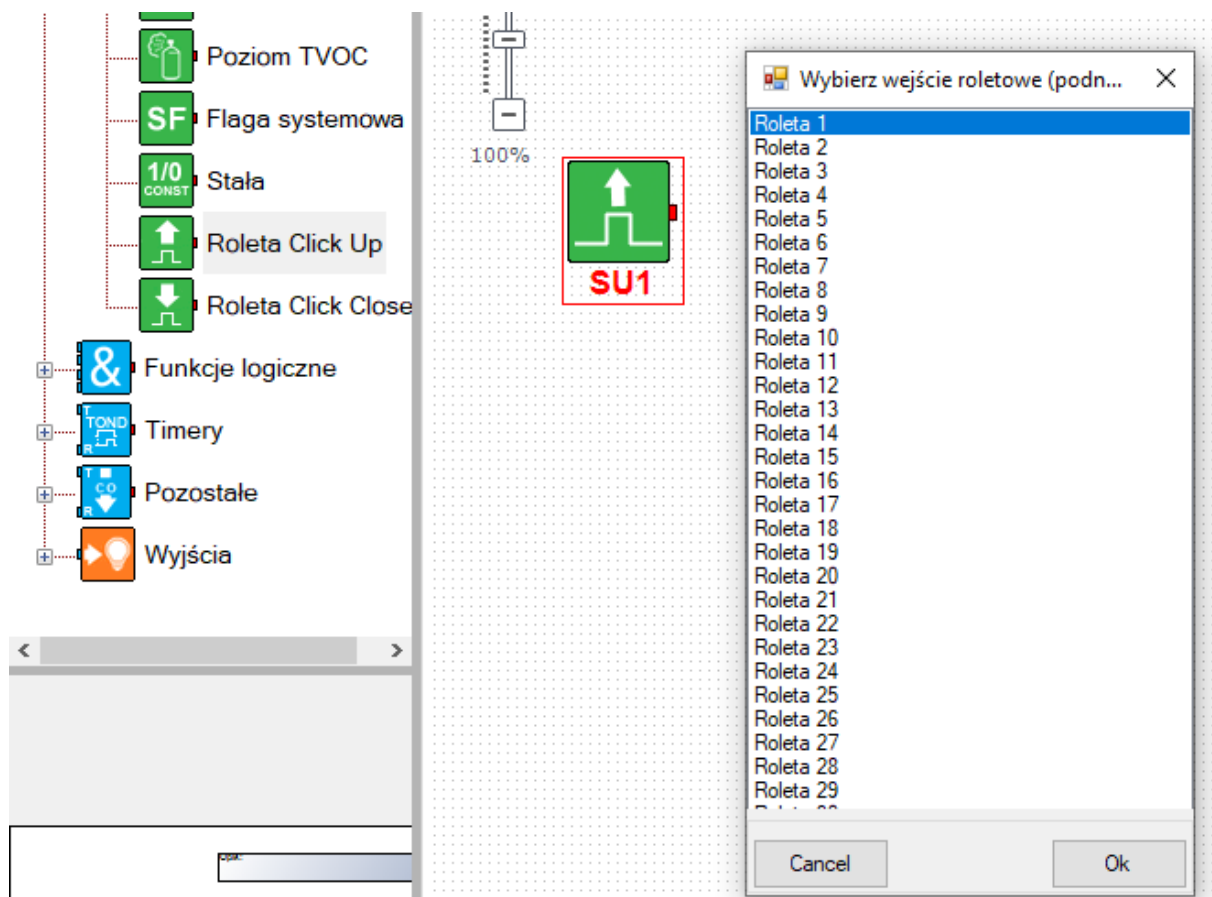 Poziom TVOC
SF Flaga systemowa
1/0
CONST Stała
Roleta Click Up
Roleta Click Close
& Funkcje logiczne
T
TOND
R
Timery
T
CO
R
Pozostałe
Wyjścia
100%
SU1
Wybierz wejście roletowe (podn...
Roleta 1
Roleta 2
Roleta 3
Roleta 4
Roleta 5
Roleta 6
Roleta 7
Roleta 8
Roleta 9
Roleta 10
Roleta 11
Roleta 12
Roleta 13
Roleta 14
Roleta 15
Roleta 16
Roleta 17
Roleta 18
Roleta 19
Roleta 20
Roleta 21
Roleta 22
Roleta 23
Roleta 24
Roleta 25
Roleta 26
Roleta 27
Roleta 28
Roleta 29
Cancel
Ok